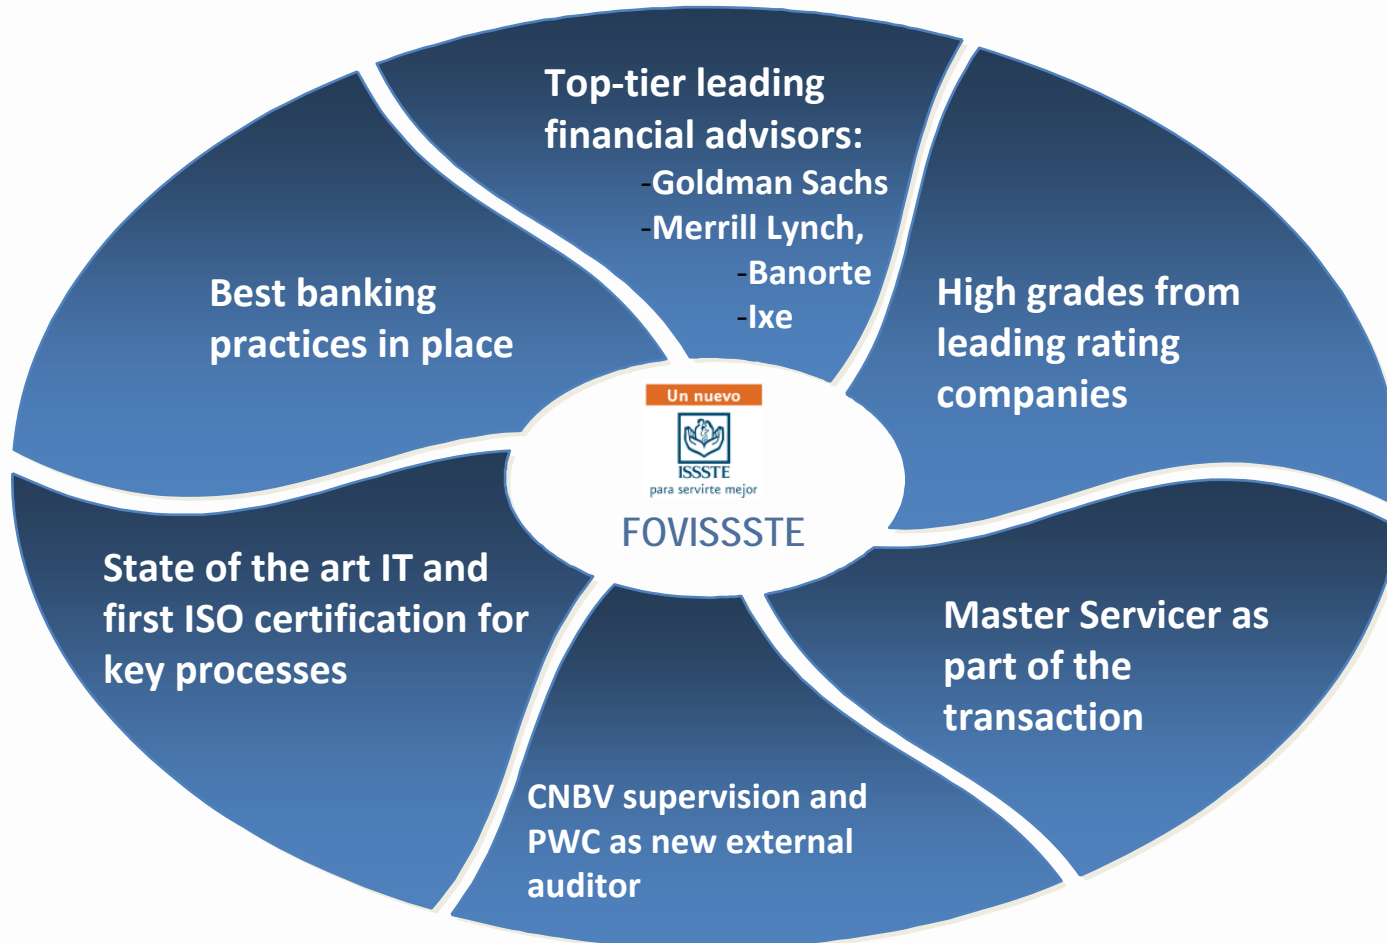 Top-tier leading
financial advisors:
-Goldman Sachs
-Merrill Lynch,
-Banorte
-Ixe
High grades from
leading rating
companies
Master Servicer as
part of the
transaction
CNBV supervision and
PWC as new external
auditor
State of the art IT and
first ISO certification for
key processes
Best banking
practices in place
Un nuevo
ISSSTE
para servirte mejor
FOVISSSTE